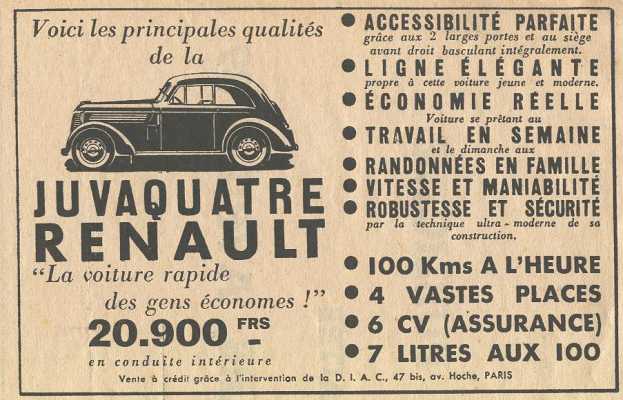 Voici les principales qualités
de la
JUVAQUATRE
RENAULT
“La voiture rapide
des gens économes !”
20.900 FRS -
en conduite intérieure
• ACCESSIBILITÉ PARFAITE
grâce aux 2 larges portes et au siège
avant droit basculant intégralement.
• LIGNE ÉLÉGANTE
propre à cette voiture jeune et moderne.
• ÉCONOMIE RÉELLE
Voiture se prêtant au
• TRAVAIL EN SEMAINE
et le dimanche aux
• RANDONNÉES EN FAMILLE
• VITESSE ET MANIABILITÉ
• ROBUSTESSE ET SÉCURITÉ
par la technique ultra-moderne de sa
construction.
• 100 Kms A L'HEURE
• 4 VASTES PLACES
• 6 CV (ASSURANCE)
• 7 LITRES AUX 100
Vente à crédit grâce à l'intervention de la D. I. A. C., 47 bis, av. Hoche, PARIS